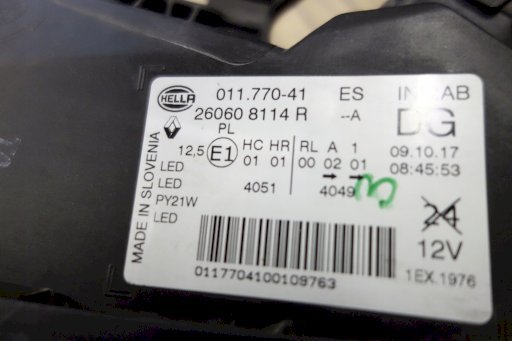 HELLA 011.770-41 ES IN AB
26060 8114 R --A DG
PL
12,5 E1 HC HR RL A 1 09.10.17
LED 01 01 00 02 01 08:45:53
LED 4051 4049 3
PY21W
LED 24
12V
0117704100109763 1EX.1976
MADE IN SLOVENIA